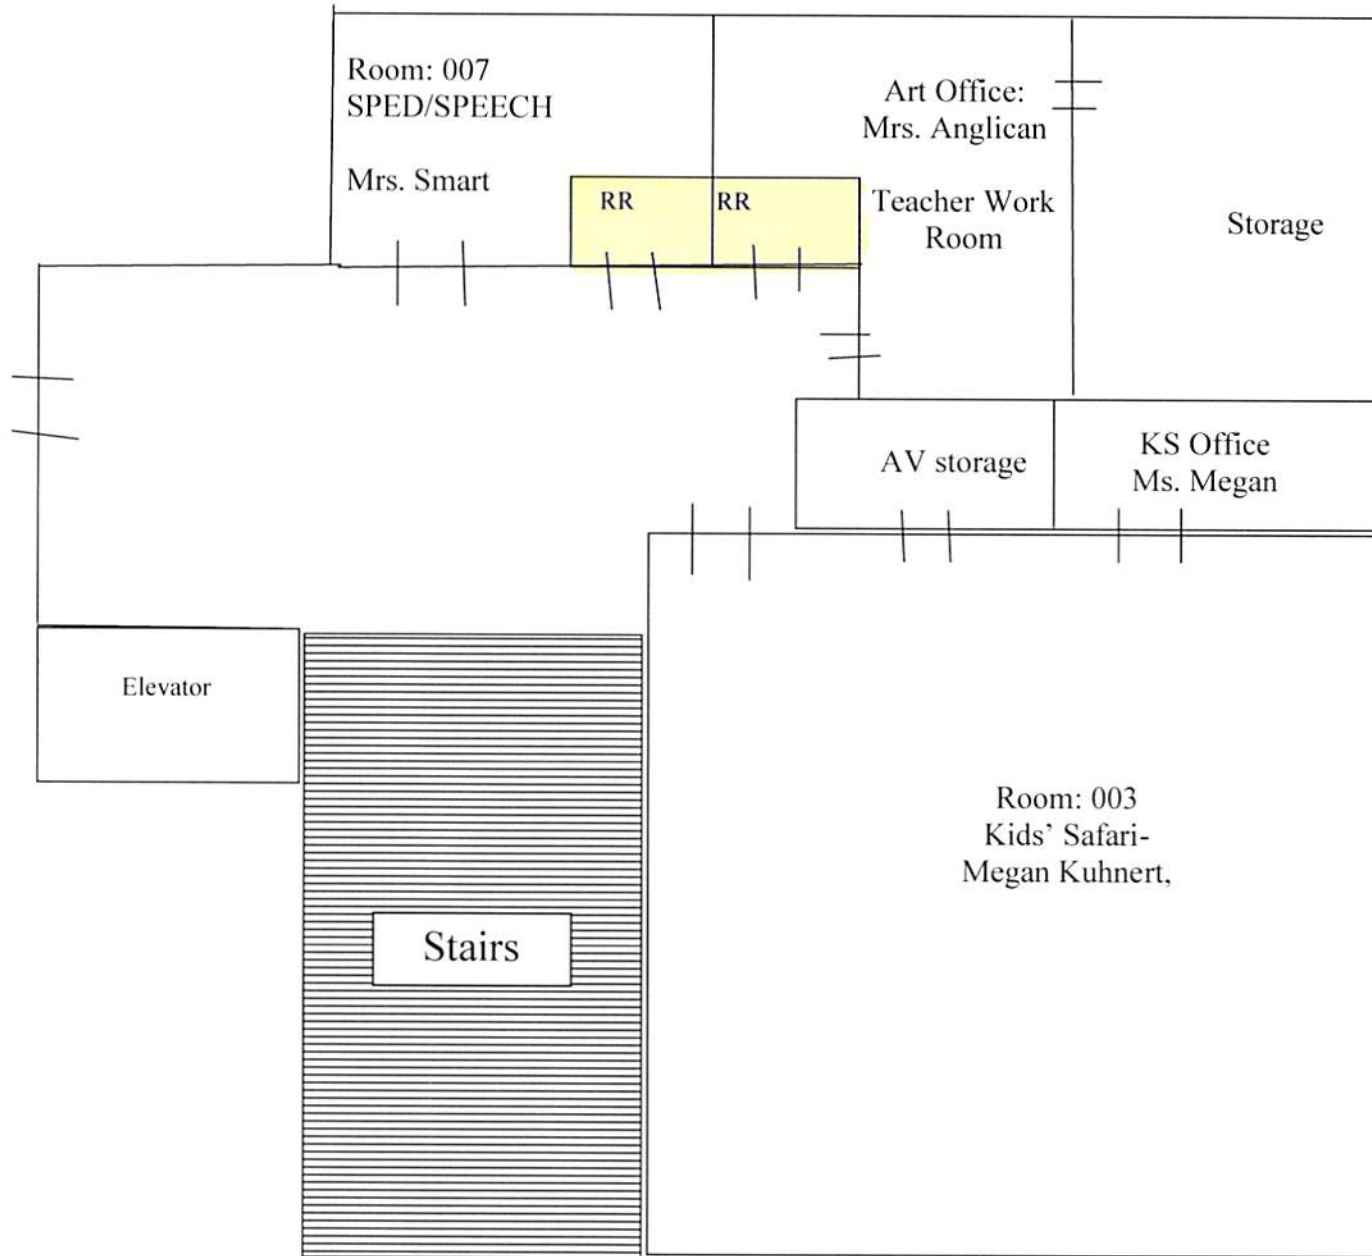 Room: 007
SPED/SPEECH
Mrs. Smart
RR
RR
Art Office:
Mrs. Anglican
Teacher Work
Room
Storage
AV storage
KS Office
Ms. Megan
Elevator
Stairs
Room: 003
Kids’ Safari-
Megan Kuhnert,